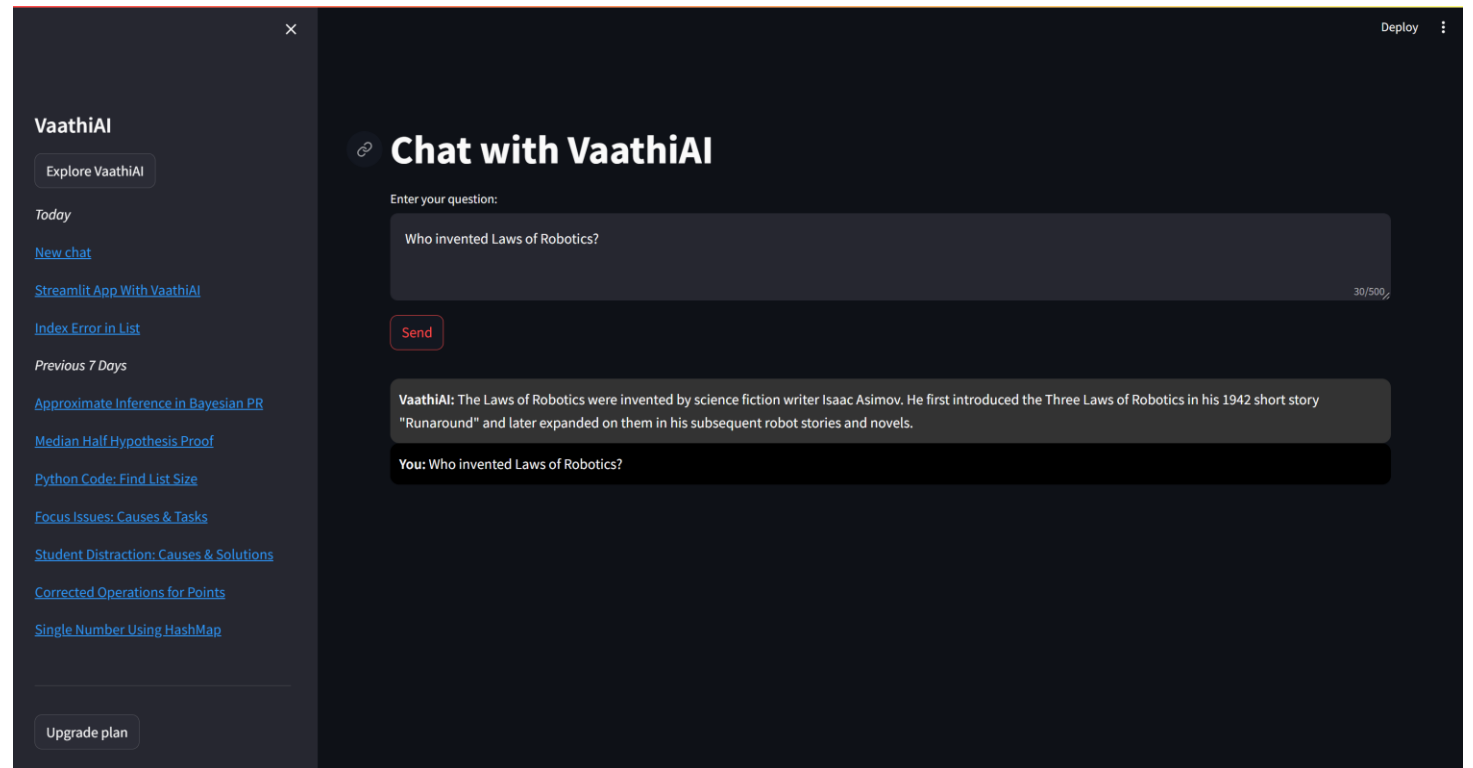 VaathiAI
Explore VaathiAI
Today
New chat
Streamlit App With VaathiAI
Index Error in List
Previous 7 Days
Approximate Inference in Bayesian PR
Median Half Hypothesis Proof
Python Code: Find List Size
Focus Issues: Causes & Tasks
Student Distraction: Causes & Solutions
Corrected Operations for Points
Single Number Using HashMap
Upgrade plan
Deploy
Chat with VaathiAI
Enter your question:
Who invented Laws of Robotics?
30/500
Send
VaathiAI: The Laws of Robotics were invented by science fiction writer Isaac Asimov. He first introduced the Three Laws of Robotics in his 1942 short story
"Runaround" and later expanded on them in his subsequent robot stories and novels.
You: Who invented Laws of Robotics?